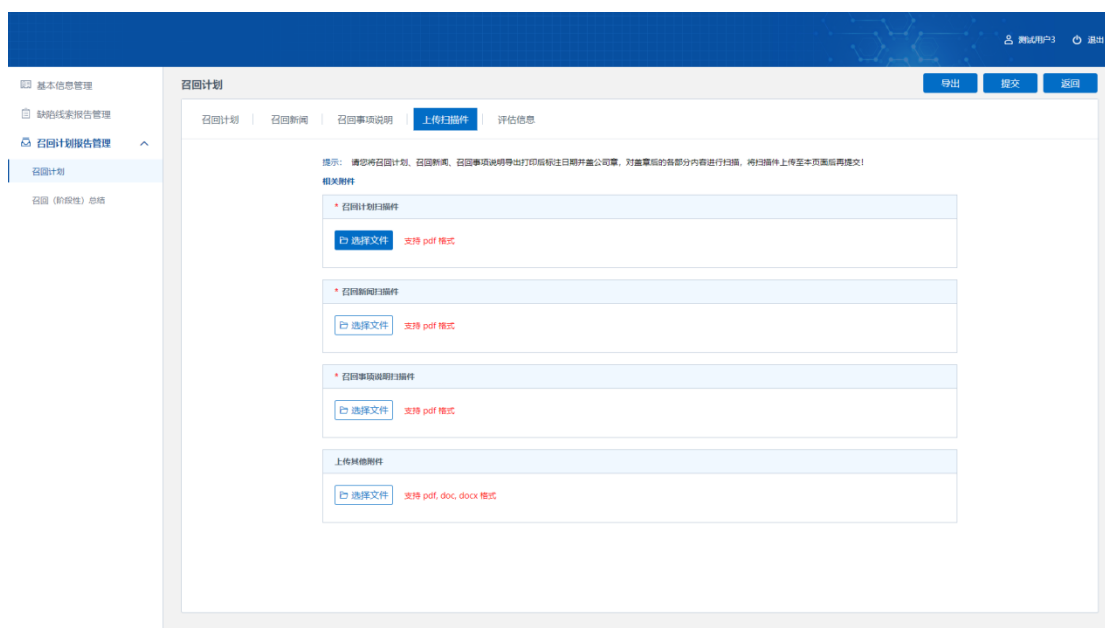 测试用户3 退出
基本信息管理
缺陷线索报告管理
召回计划报告管理
召回计划
召回（阶段性）总结
召回计划 导出 提交 返回
召回计划 召回新闻 召回事项说明 上传扫描件 评估信息
提示： 请您将召回计划、召回新闻、召回事项说明导出打印后标注日期并盖公司章，对盖章后的各部分内容进行扫描，将扫描件上传至本页面后再提交！
相关附件
* 召回计划扫描件
选择文件 支持 pdf 格式
* 召回新闻扫描件
选择文件 支持 pdf 格式
* 召回事项说明扫描件
选择文件 支持 pdf 格式
上传其他附件
选择文件 支持 pdf, doc, docx 格式